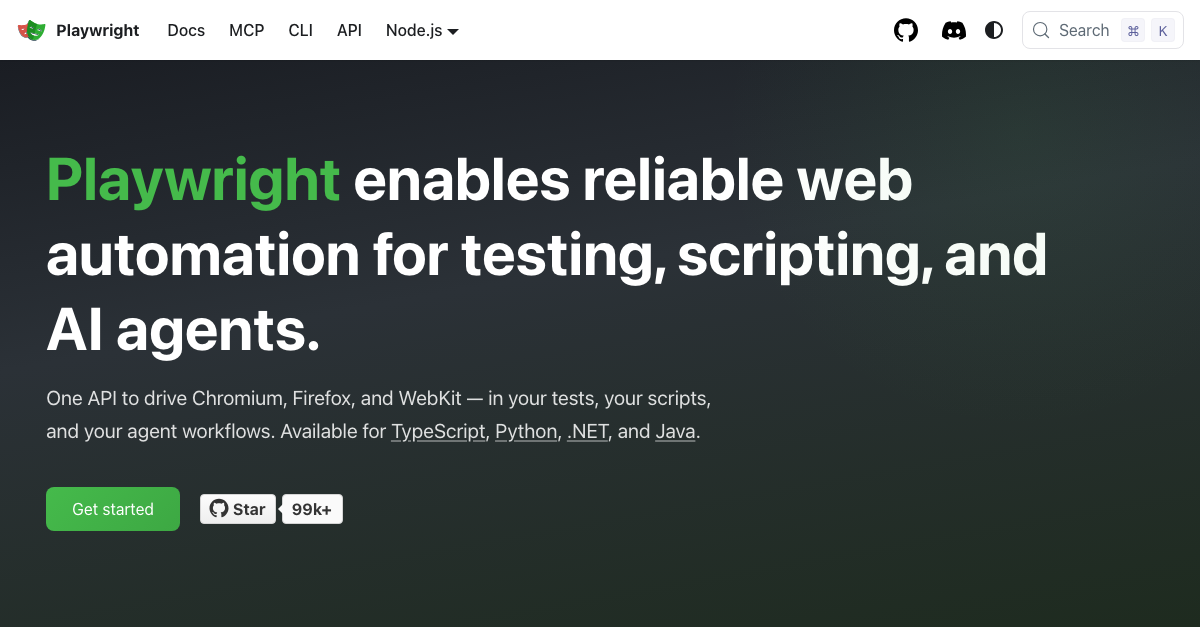 Playwright Docs MCP CLI API Node.js Search ⌘ K
Playwright enables reliable web
automation for testing, scripting, and
AI agents.
One API to drive Chromium, Firefox, and WebKit — in your tests, your scripts,
and your agent workflows. Available for TypeScript, Python, .NET, and Java.
Get started Star 99k+